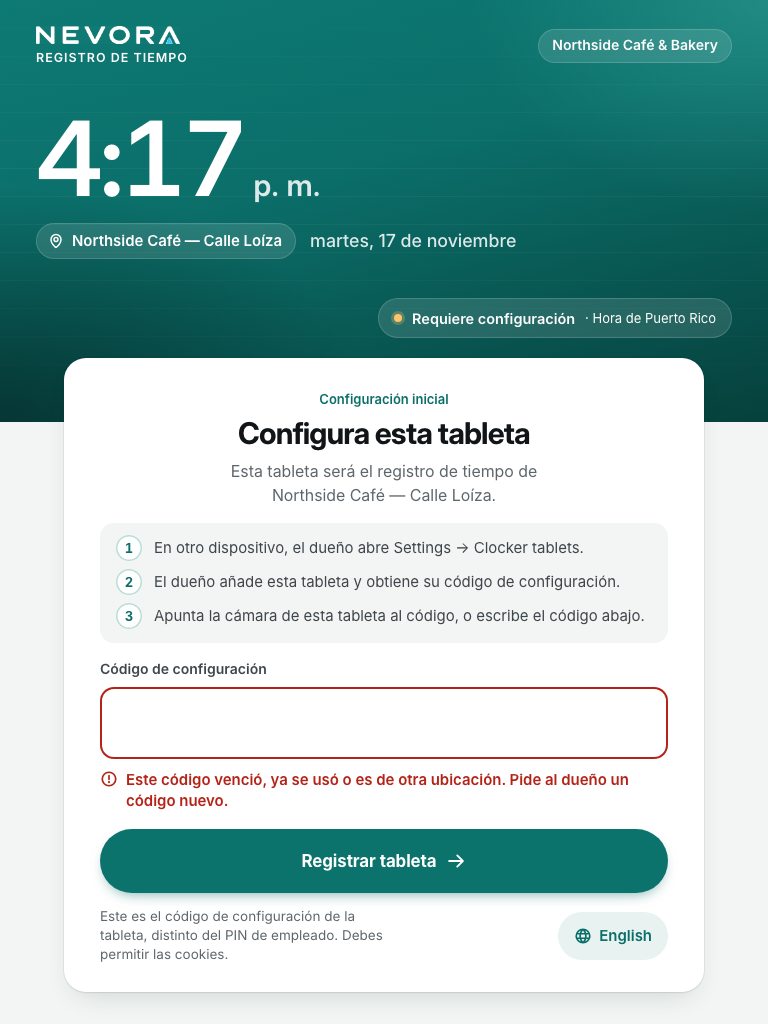 NEVORA
REGISTRO DE TIEMPO
Northside Café & Bakery
4:17 p. m.
Northside Café — Calle Loíza
martes, 17 de noviembre
Requiere configuración · Hora de Puerto Rico
Configuración inicial
Configura esta tableta
Esta tableta será el registro de tiempo de
Northside Café — Calle Loíza.
1 En otro dispositivo, el dueño abre Settings → Clocker tablets.
2 El dueño añade esta tableta y obtiene su código de configuración.
3 Apunta la cámara de esta tableta al código, o escribe el código abajo.
Código de configuración
Este código venció, ya se usó o es de otra ubicación. Pide al dueño un
código nuevo.
Registrar tableta →
Este es el código de configuración de la
tableta, distinto del PIN de empleado. Debes
permitir las cookies.
English